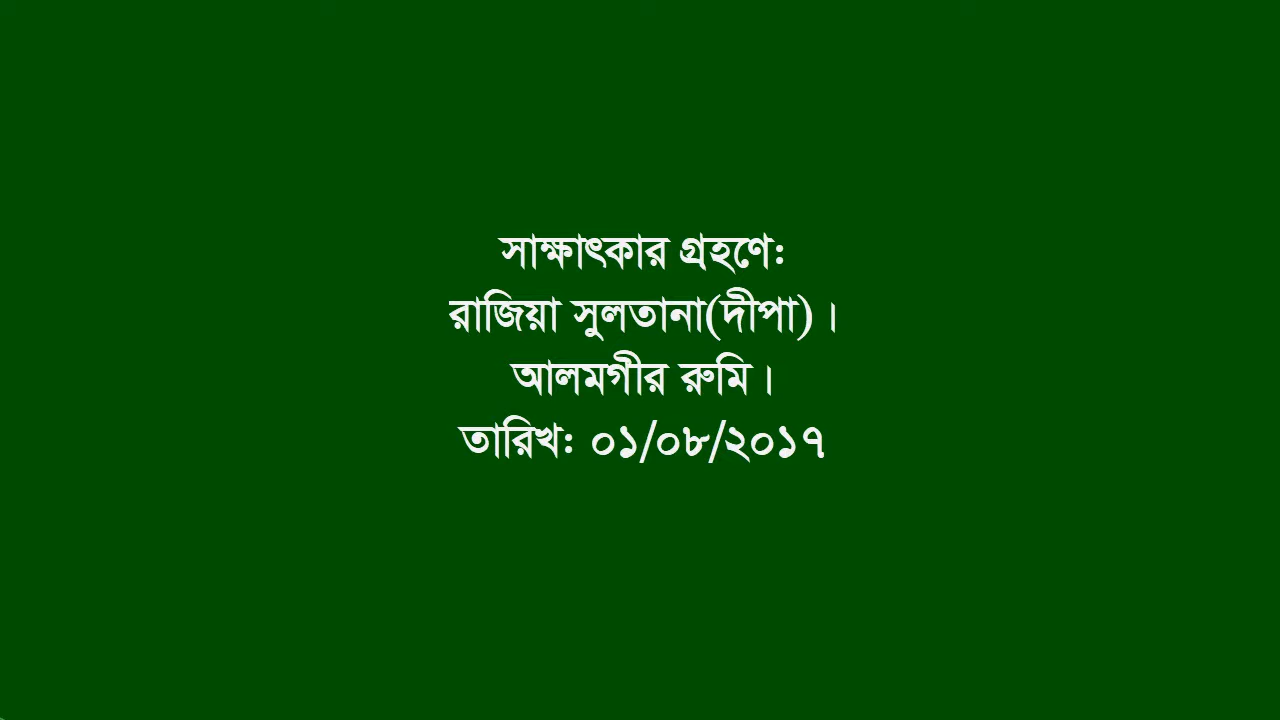 সাক্ষাৎকার গ্রহণে:
রাজিয়া সুলতানা(দীপা)।
আলমগীর রুমি।
তারিখ: ০১/০৮/২০১৭